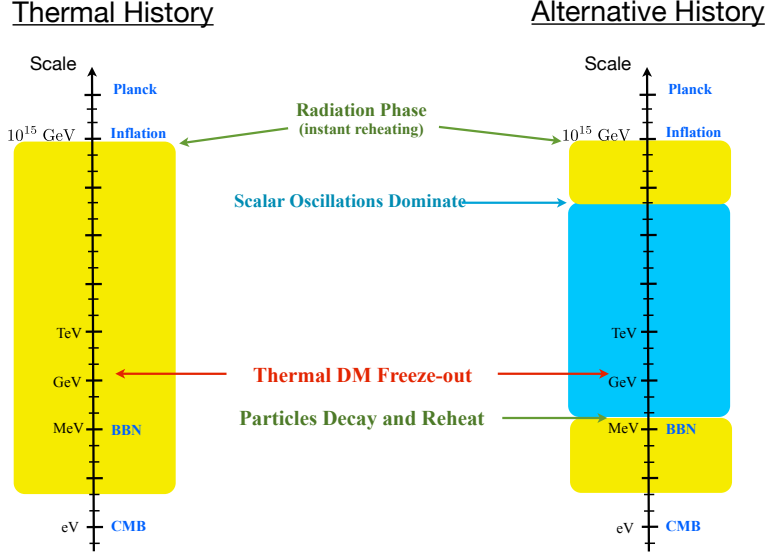 Thermal History
Alternative History
Scale
Scale
Planck
Planck
Radiation Phase
(instant reheating)
10^15 GeV
Inflation
10^15 GeV
Inflation
Scalar Oscillations Dominate
TeV
TeV
Thermal DM Freeze-out
GeV
GeV
Particles Decay and Reheat
MeV
BBN
MeV
BBN
eV
CMB
eV
CMB